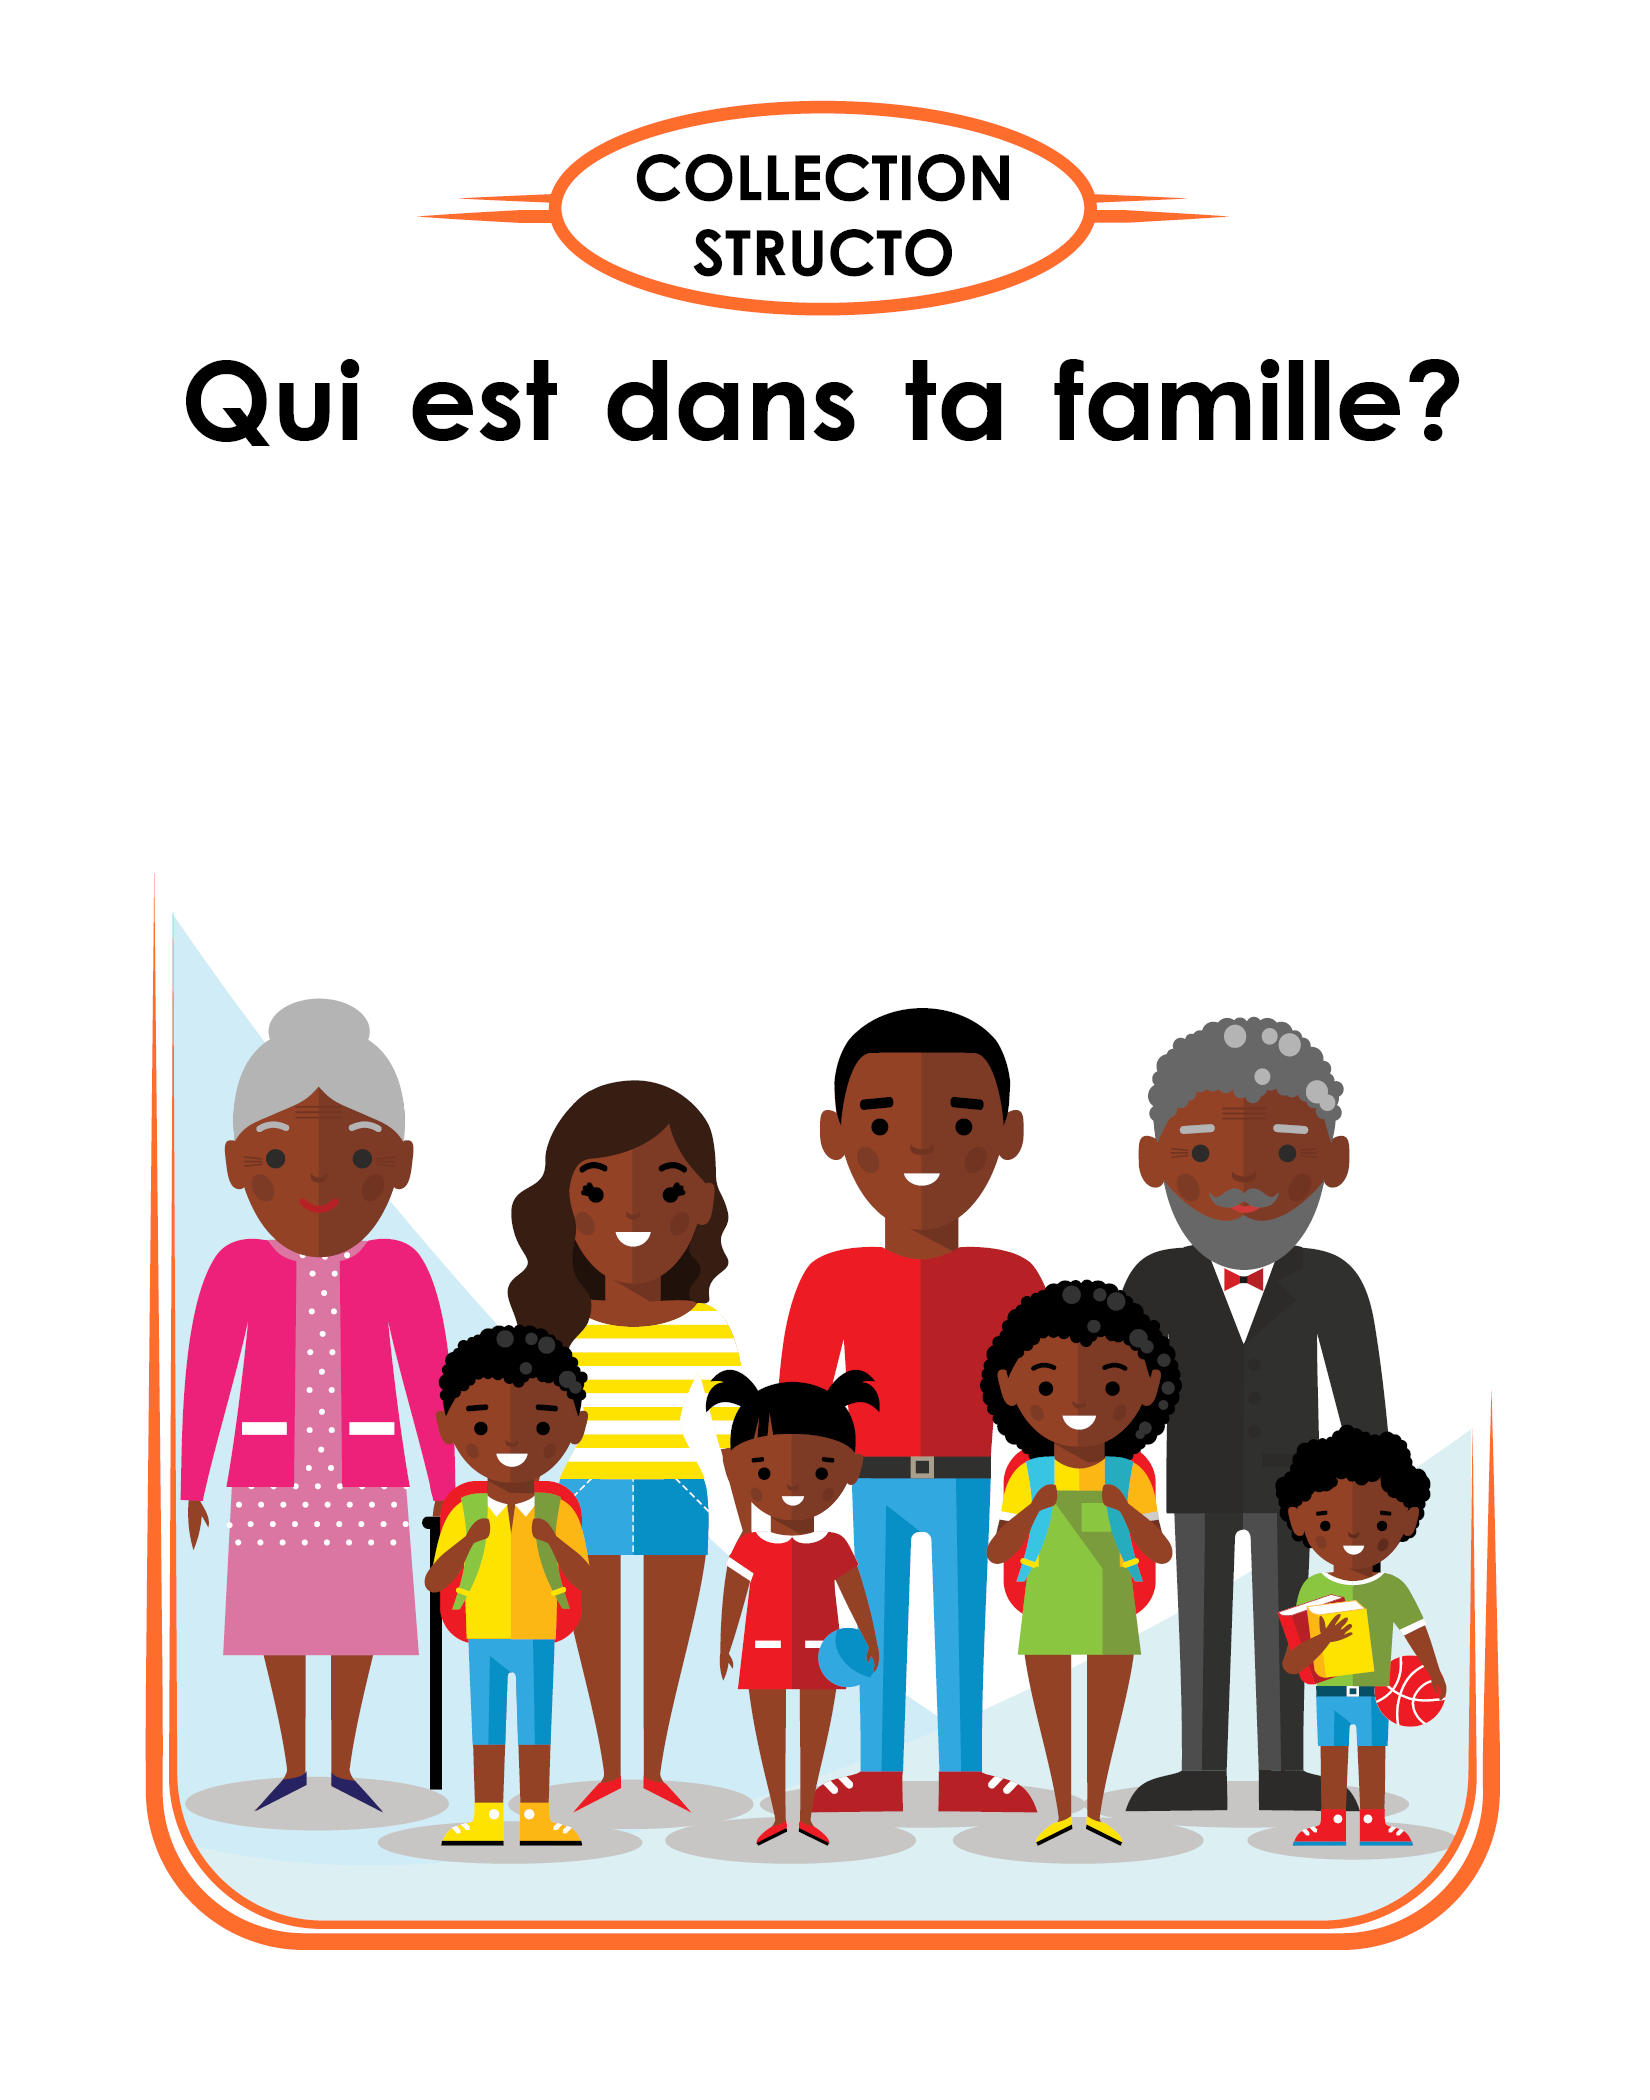 COLLECTION
STRUCTO
Qui est dans ta famille?